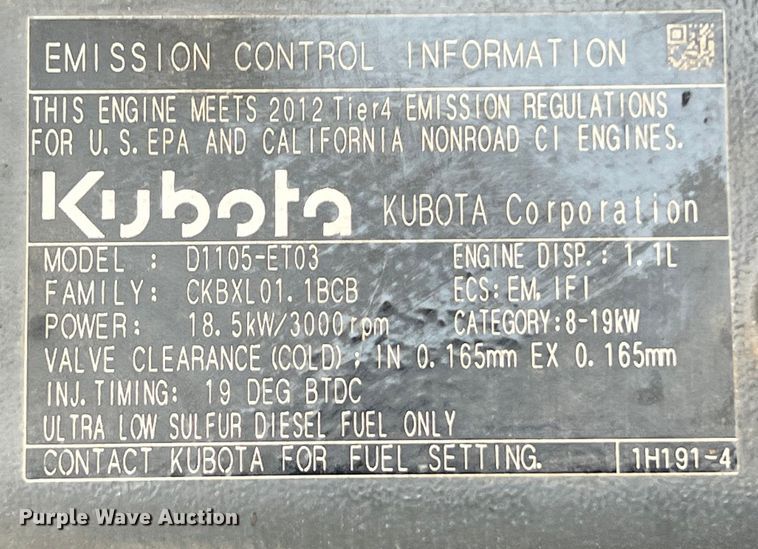 EMISSION CONTROL INFORMATION
THIS ENGINE MEETS 2012 Tier4 EMISSION REGULATIONS
FOR U.S.EPA AND CALIFORNIA NONROAD CI ENGINES.
Kubota KUBOTA Corporation
MODEL : D1105-ET03 ENGINE DISP.: 1.1L
FAMILY: CKBXL01.1BCB ECS:EM,IFI
POWER: 18.5kW/3000rpm CATEGORY:8-19kW
VALVE CLEARANCE(COLD): IN 0.165mm EX 0.165mm
INJ.TIMING: 19 DEG BTDC
ULTRA LOW SULFUR DIESEL FUEL ONLY
CONTACT KUBOTA FOR FUEL SETTING. 1H191-4
Purple Wave Auction